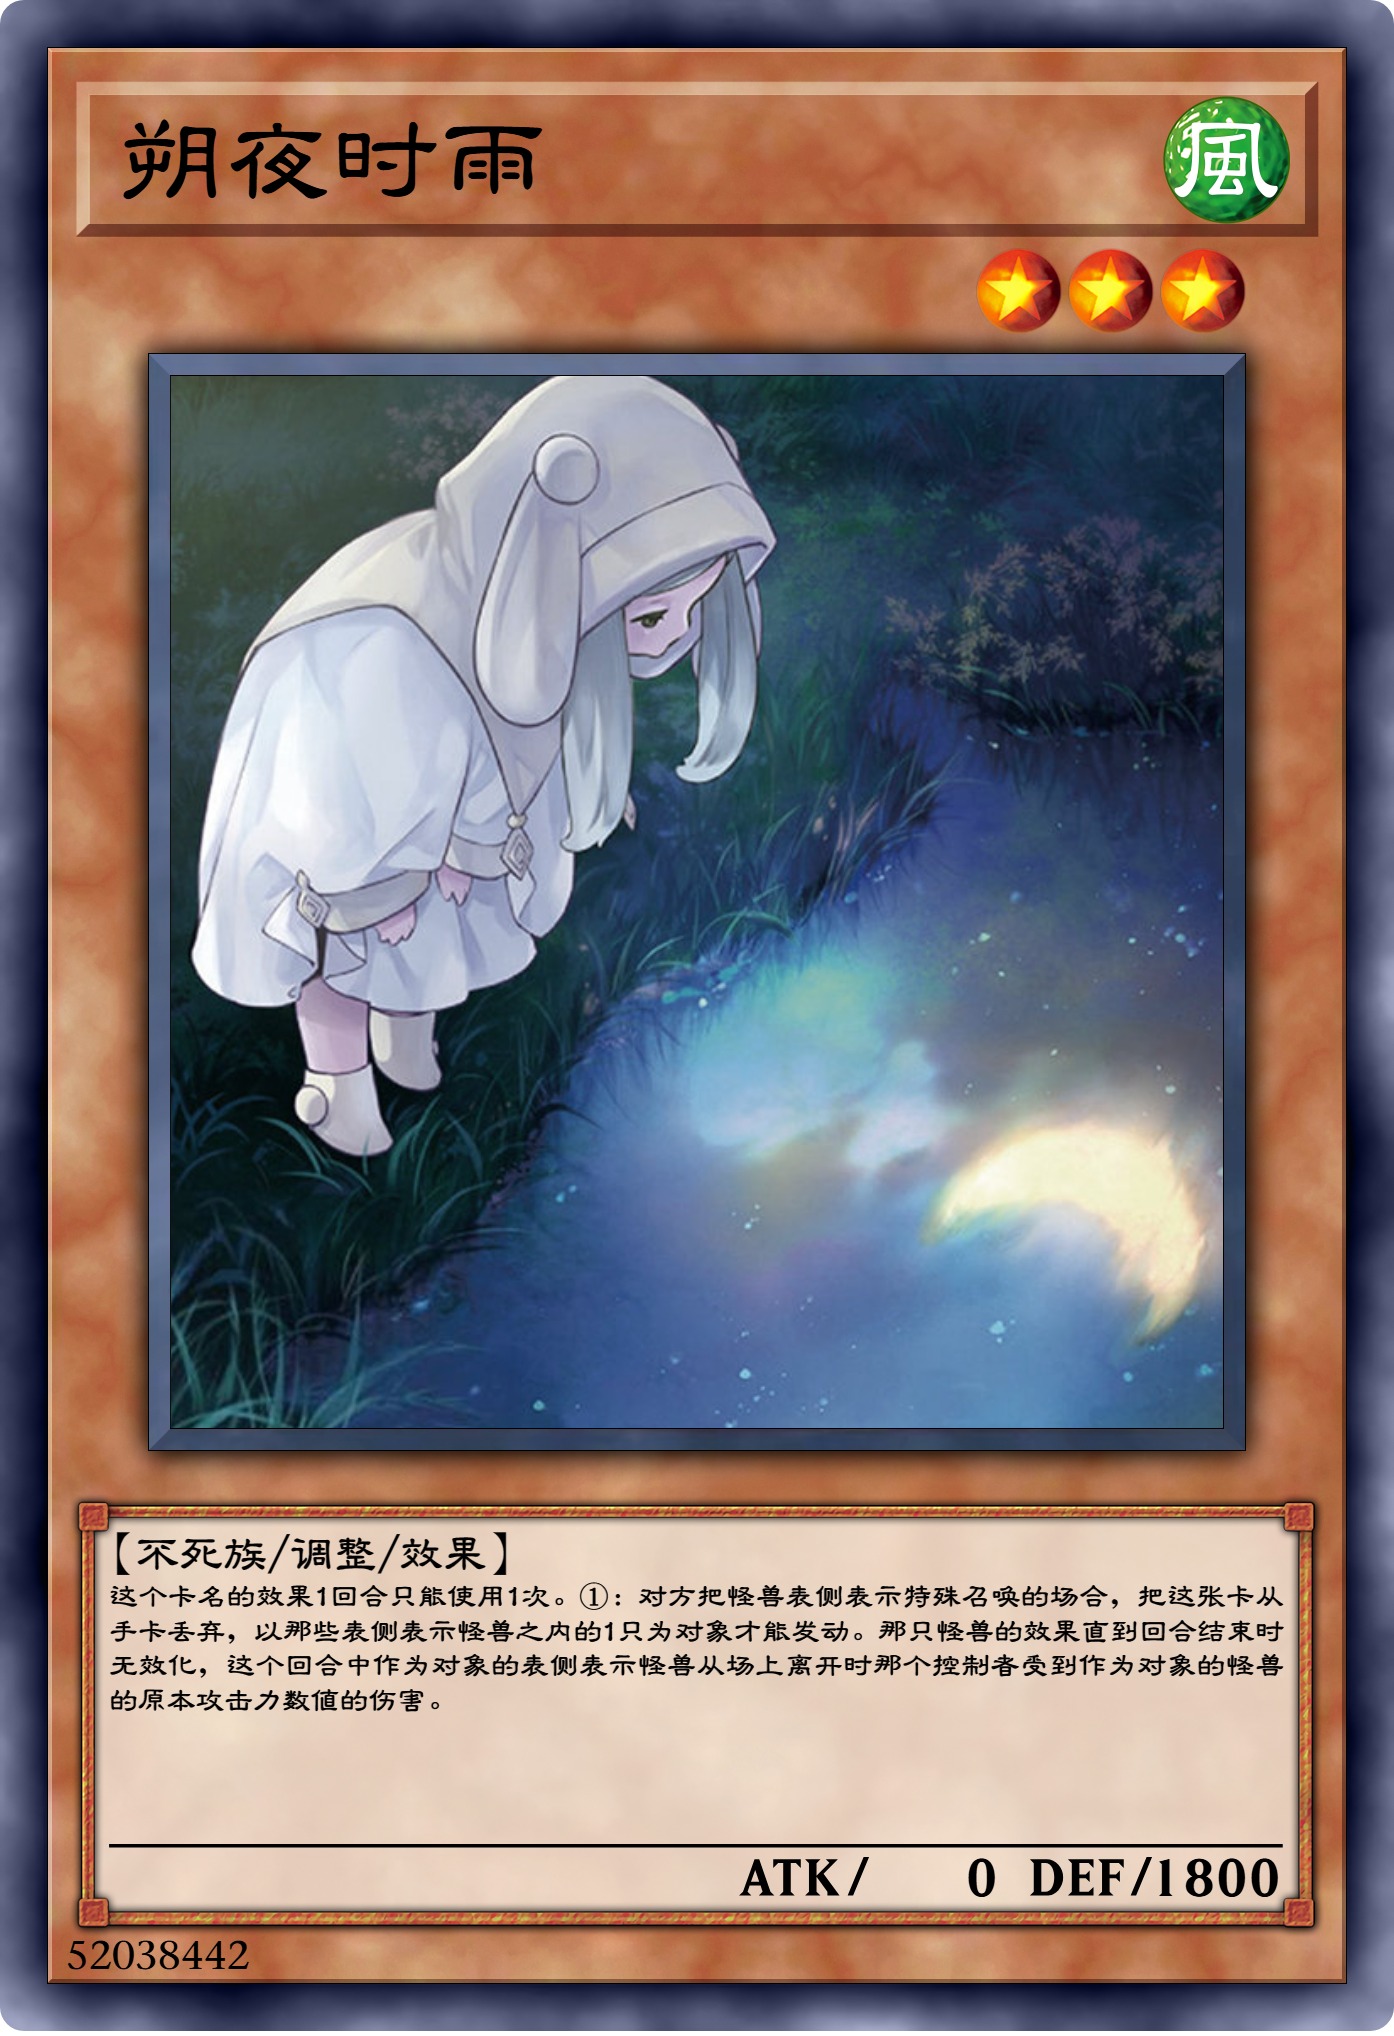 朔夜时雨
風
【不死族/调整/效果】
这个卡名的效果1回合只能使用1次。①：对方把怪兽表侧表示特殊召唤的场合，把这张卡从
手卡丢弃，以那些表侧表示怪兽之内的1只为对象才能发动。那只怪兽的效果直到回合结束时
无效化，这个回合中作为对象的表侧表示怪兽从场上离开时那个控制者受到作为对象的怪兽
的原本攻击力数值的伤害。
ATK/ 0 DEF/1800
52038442